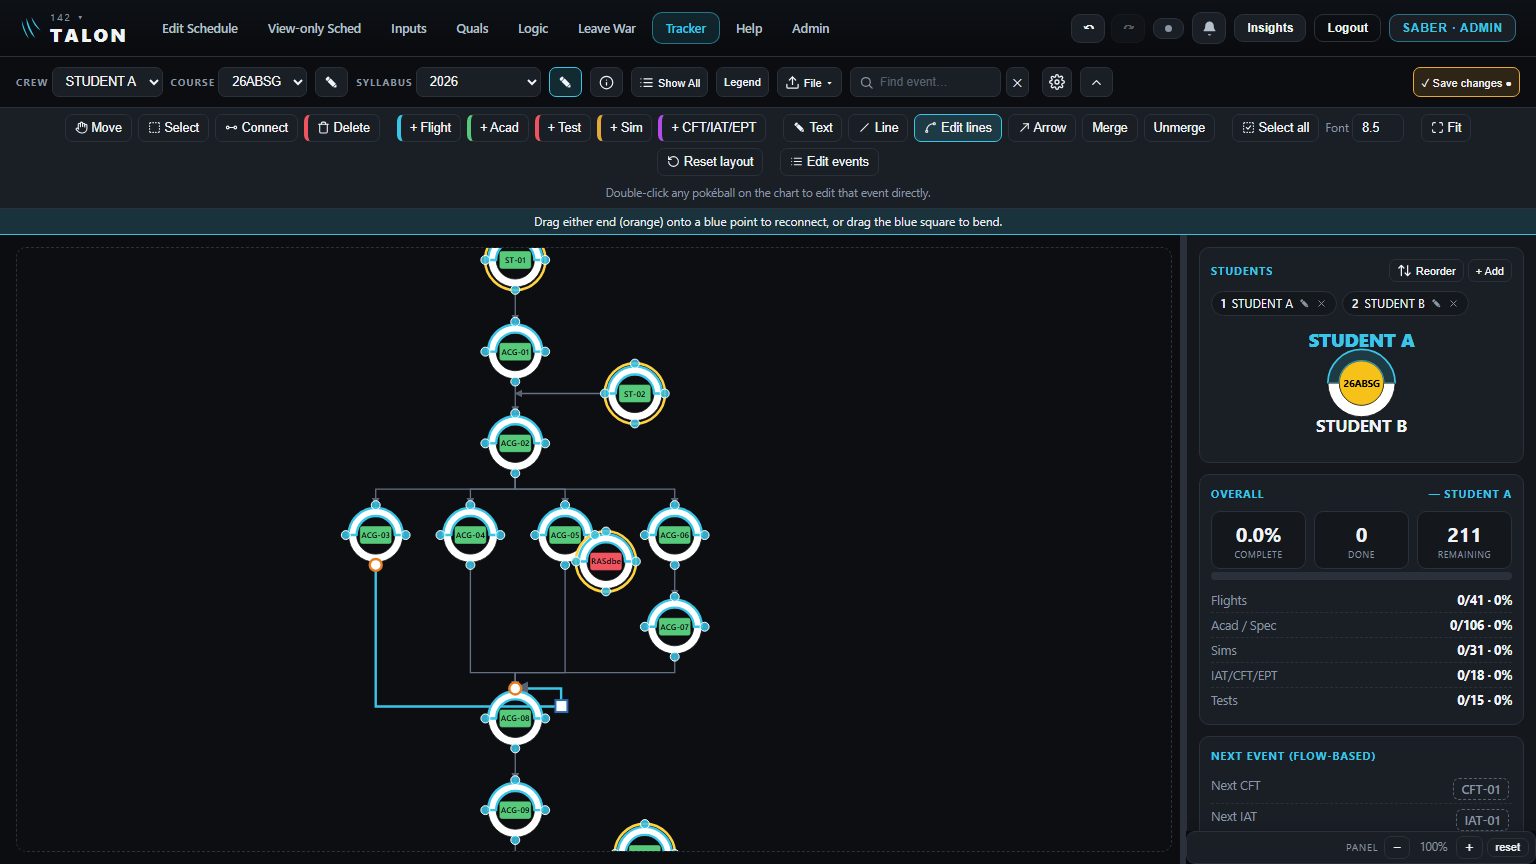 142 ▾
TALON
Edit Schedule View-only Sched Inputs Quals Logic Leave War Tracker Help Admin
Insights Logout SABER · ADMIN
CREW STUDENT A COURSE 26ABSG SYLLABUS 2026 Show All Legend File Find event… Save changes
Move Select Connect Delete + Flight + Acad + Test + Sim + CFT/IAT/EPT Text Line Edit lines Arrow Merge Unmerge Select all Font 8.5 Fit
Reset layout Edit events
Double-click any pokéball on the chart to edit that event directly.
Drag either end (orange) onto a blue point to reconnect, or drag the blue square to bend.
ST-01
ACG-01
ST-02
ACG-02
ACG-03 ACG-04 ACG-05 ACG-06
RASdbe
ACG-07
ACG-08
ACG-09
STUDENTS Reorder + Add
1 STUDENT A 2 STUDENT B
STUDENT A
26ABSG
STUDENT B
OVERALL — STUDENT A
0.0% 0 211
COMPLETE DONE REMAINING
Flights 0/41 · 0%
Acad / Spec 0/106 · 0%
Sims 0/31 · 0%
IAT/CFT/EPT 0/18 · 0%
Tests 0/15 · 0%
NEXT EVENT (FLOW-BASED)
Next CFT CFT-01
Next IAT IAT-01
PANEL − 100% + reset